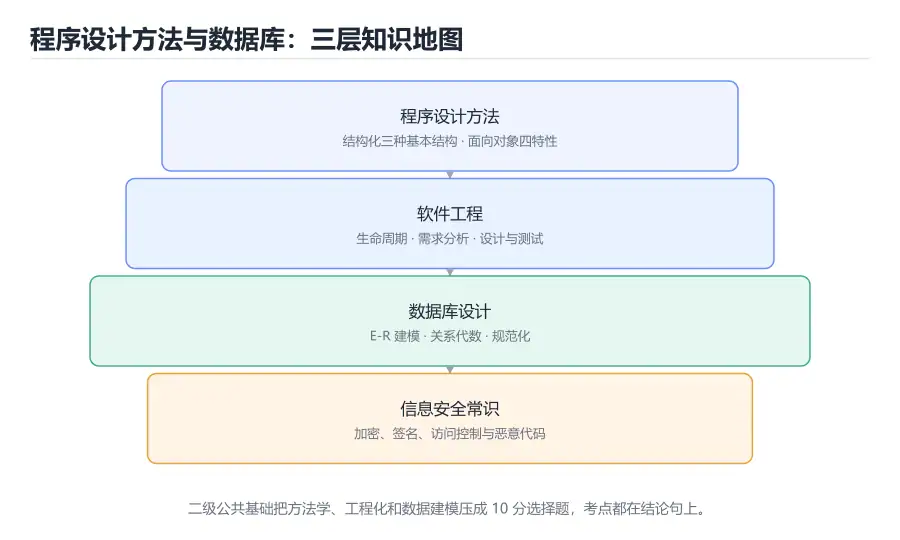 程序设计方法与数据库：三层知识地图
程序设计方法
结构化三种基本结构 · 面向对象四特性
软件工程
生命周期 · 需求分析 · 设计与测试
数据库设计
E-R 建模 · 关系代数 · 规范化
信息安全常识
加密、签名、访问控制与恶意代码
二级公共基础把方法学、工程化和数据建模压成 10 分选择题，考点都在结论句上。